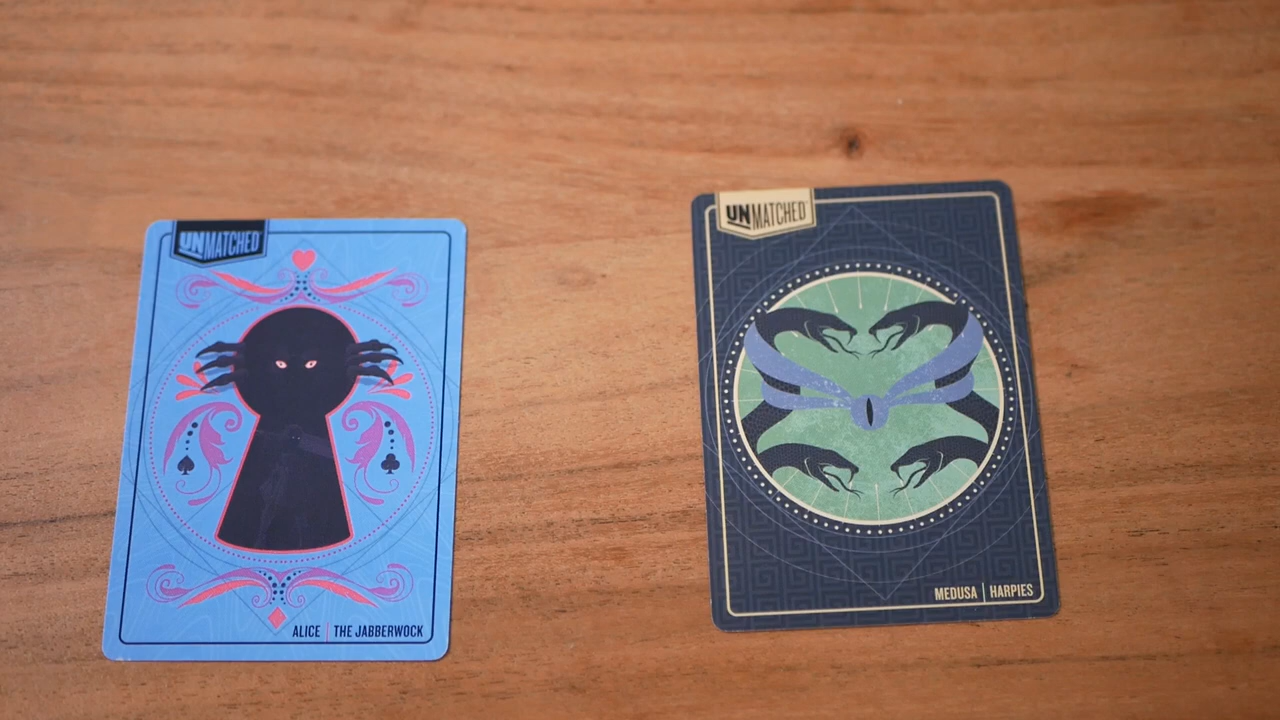 UNMATCHED
ALICE | THE JABBERWOCK
UNMATCHED
MEDUSA | HARPIES